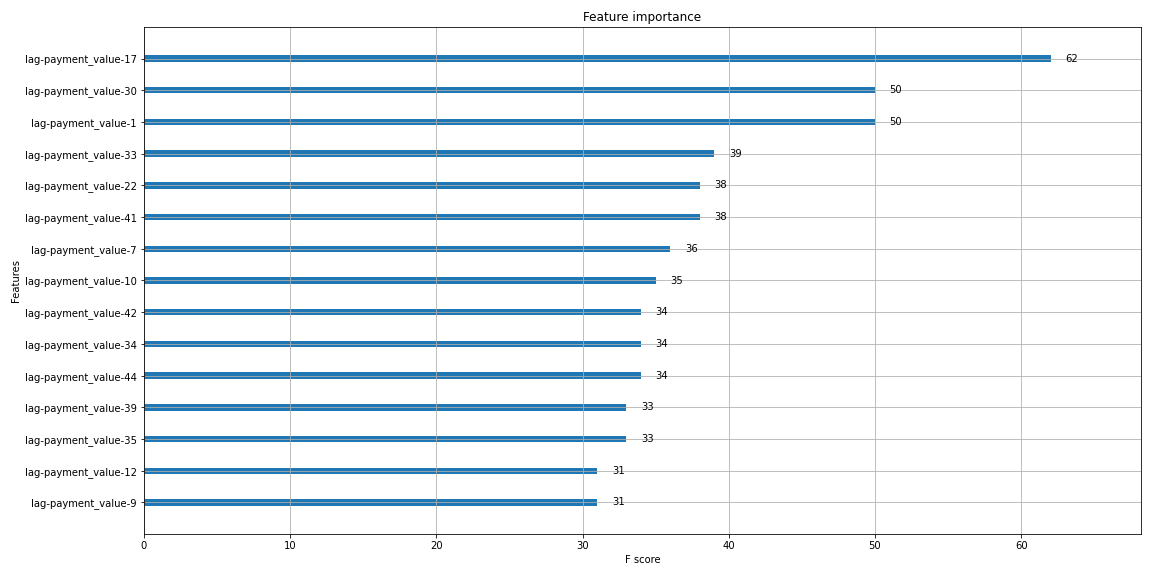 Feature importance
lag-payment_value-17 62
lag-payment_value-30 50
lag-payment_value-1 50
lag-payment_value-33 39
lag-payment_value-22 38
lag-payment_value-41 38
lag-payment_value-7 36
lag-payment_value-10 35
lag-payment_value-42 34
lag-payment_value-34 34
lag-payment_value-44 34
lag-payment_value-39 33
lag-payment_value-35 33
lag-payment_value-12 31
lag-payment_value-9 31
Features
0 10 20 30 40 50 60
F score